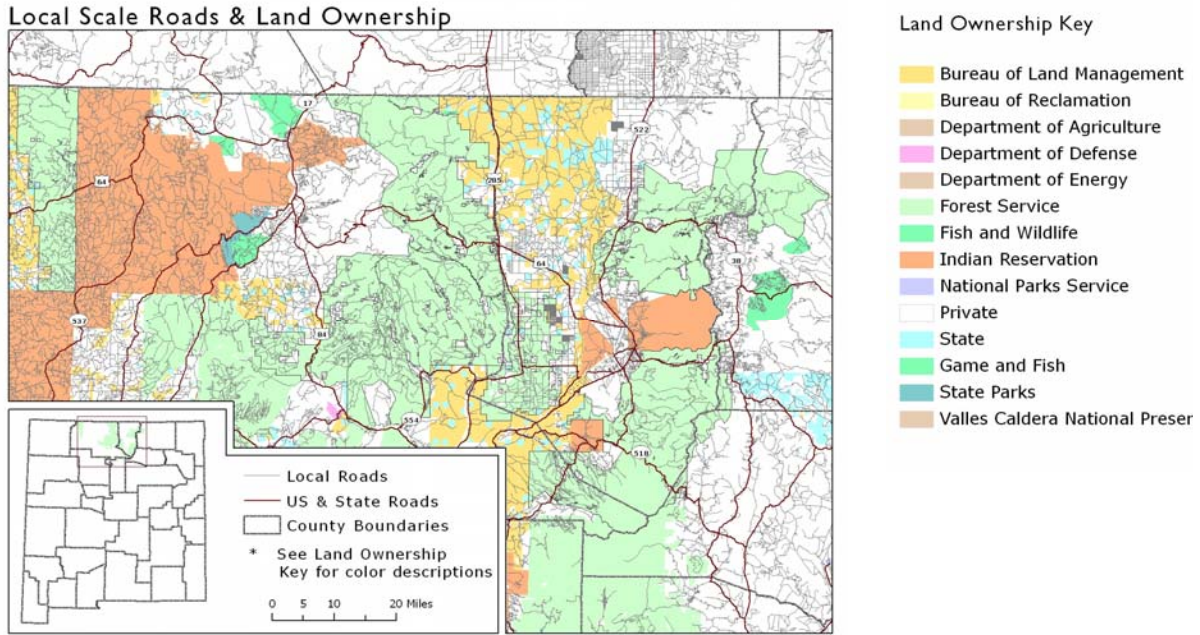 Local Scale Roads & Land Ownership
17
522
64
285
38
64
537
84
554
518
Local Roads
US & State Roads
County Boundaries
* See Land Ownership
Key for color descriptions
0 5 10 20 Miles
Land Ownership Key
Bureau of Land Management
Bureau of Reclamation
Department of Agriculture
Department of Defense
Department of Energy
Forest Service
Fish and Wildlife
Indian Reservation
National Parks Service
Private
State
Game and Fish
State Parks
Valles Caldera National Preser